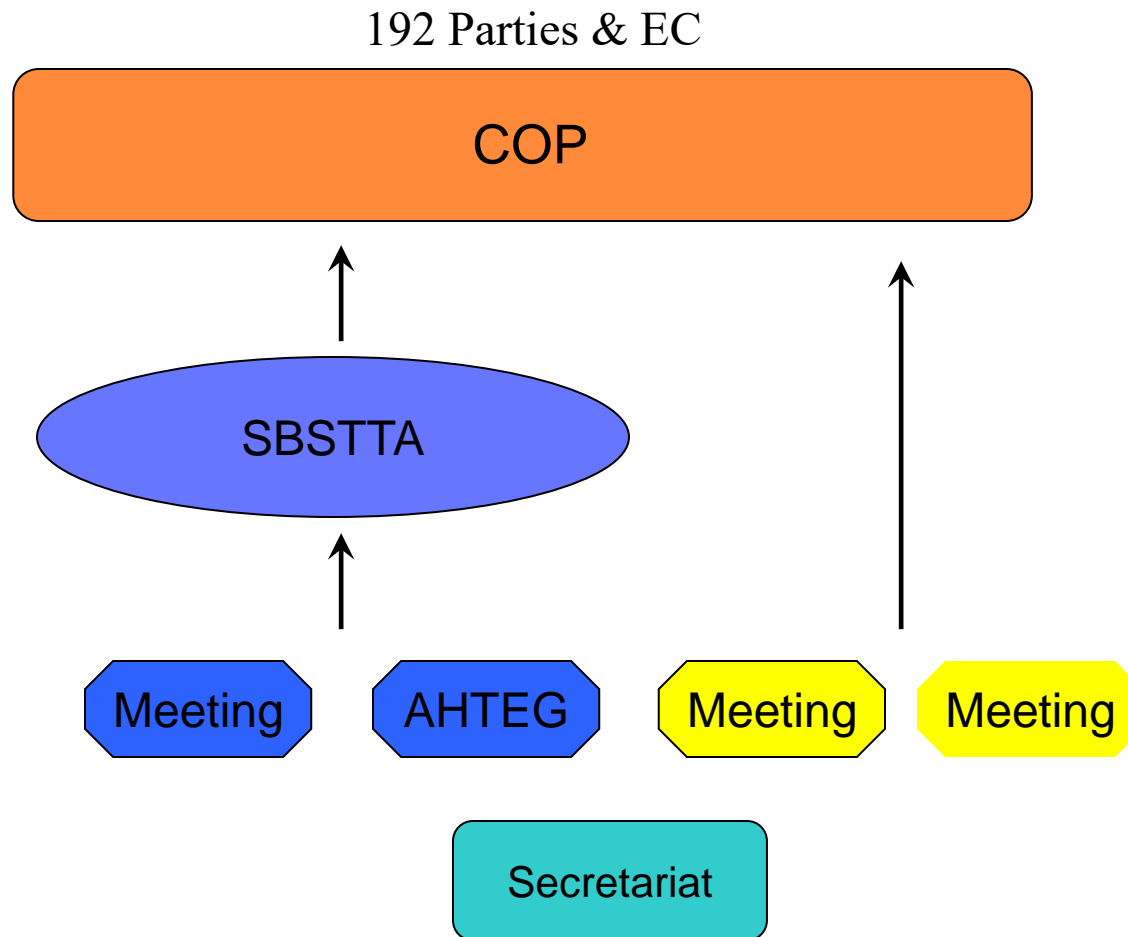 192 Parties & EC
COP
SBSTTA
Meeting
AHTEG
Meeting
Meeting
Secretariat